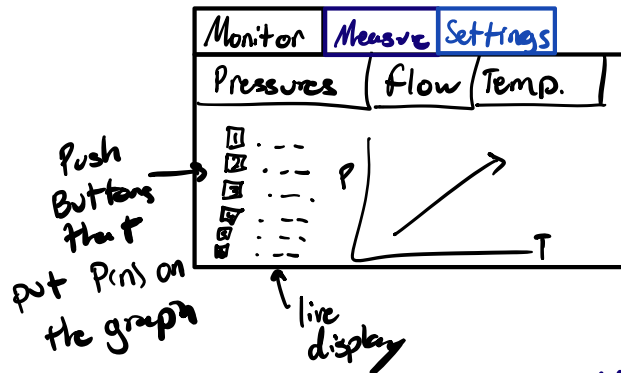 Monitor Measure Settings
Pressures flow Temp.
1
2
3
4
5
6
P
T
Push
Buttons
that
put P(n) on
the graph
live
display